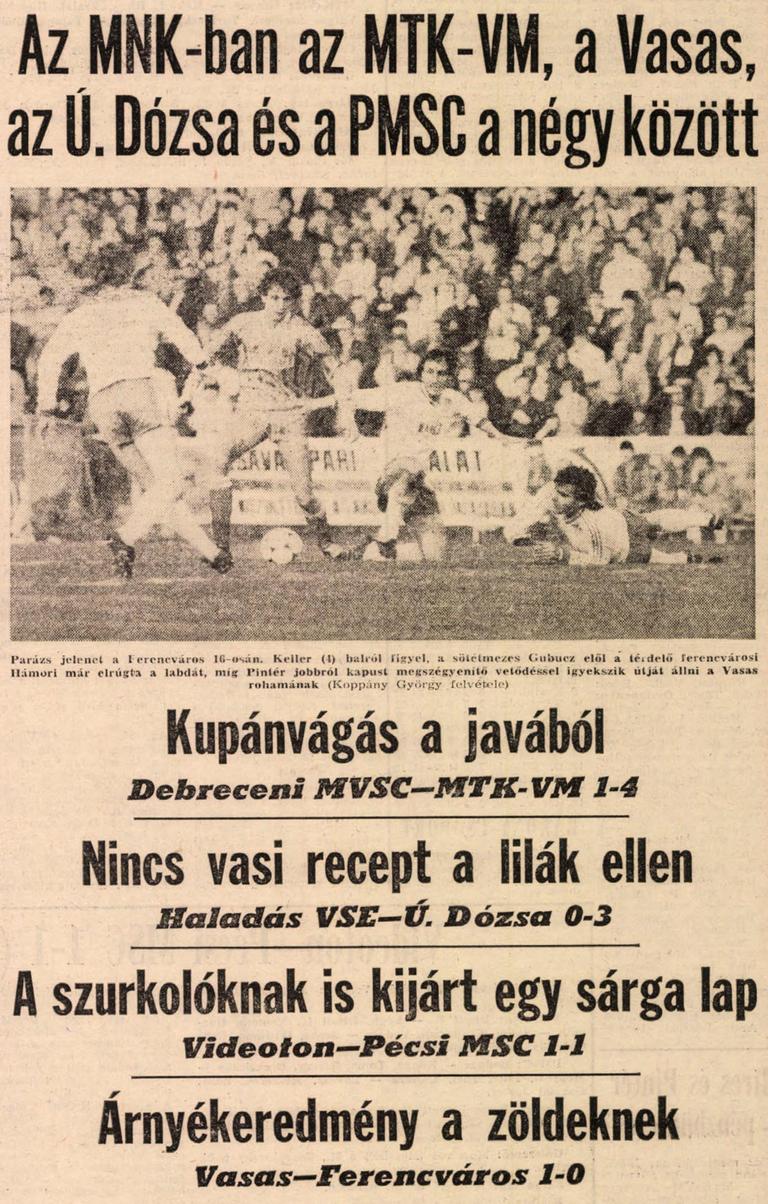 Az MNK-ban az MTK-VM, a Vasas,
az Ú. Dózsa és a PMSC a négy között
PARI
ALAT
Parázs jelenet a Ferencváros 16-osán. Keller (4) balról figyel, a sötétmezes Gubucz elől a térdelő ferencvárosi
Hámori már elrúgta a labdát, míg Pintér jobbról kapust megszégyenítő vetődéssel igyekszik útját állni a Vasas
rohamának (Koppány György felvétele)
Kupánvágás a javából
Debreceni MVSC—MTK-VM 1-4
Nincs vasi recept a lilák ellen
Haladás VSE—Ú. Dózsa 0-3
A szurkolóknak is kijárt egy sárga lap
Videoton—Pécsi MSC 1-1
Árnyékeredmény a zöldeknek
Vasas—Ferencváros 1-0